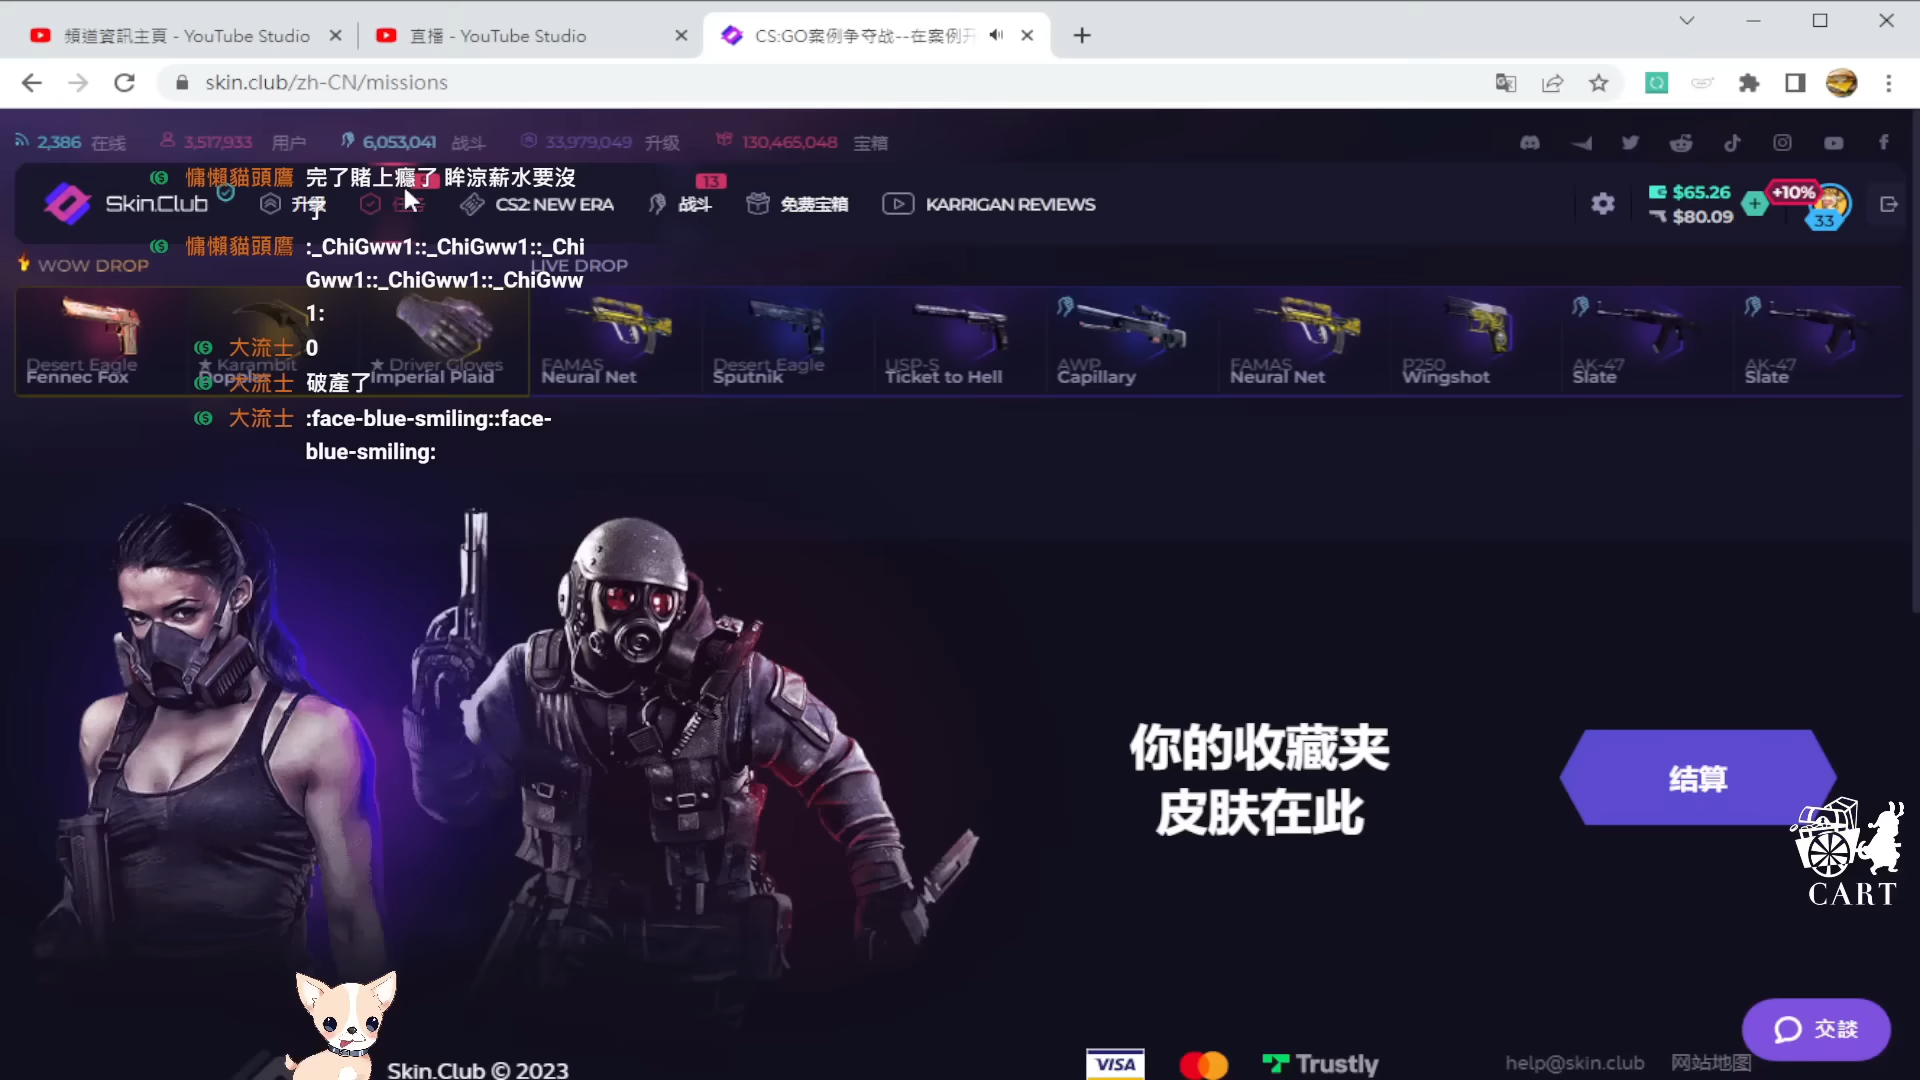 頻道資訊主頁 - YouTube Studio
直播 - YouTube Studio
CS:GO案例争夺战--在案例开
skin.club/zh-CN/missions
2,386 在线
3,517,933 用户
6,053,041 战斗
33,979,049 升级
130,465,048 宝箱
慵懶貓頭鷹 完了賭上癮了 眸涼薪水要沒
了
Skin.Club
升级
CS2: NEW ERA
13
战斗
免费宝箱
KARRIGAN REVIEWS
$65.26
$80.09
+10%
33
慵懶貓頭鷹 :_ChiGww1::_ChiGww1::_Chi
Gww1::_ChiGww1::_ChiGww
1:
WOW DROP
LIVE DROP
大流士 0
大流士 破產了
大流士 :face-blue-smiling::face-
blue-smiling:
Desert Eagle
Fennec Fox
★ Karambit
Doppler
★ Driver Gloves
Imperial Plaid
FAMAS
Neural Net
Desert Eagle
Sputnik
USP-S
Ticket to Hell
AWP
Capillary
FAMAS
Neural Net
P250
Wingshot
AK-47
Slate
AK-47
Slate
你的收藏夹
皮肤在此
结算
CART
交談
Skin.Club © 2023
VISA
Trustly
help@skin.club
网站地图